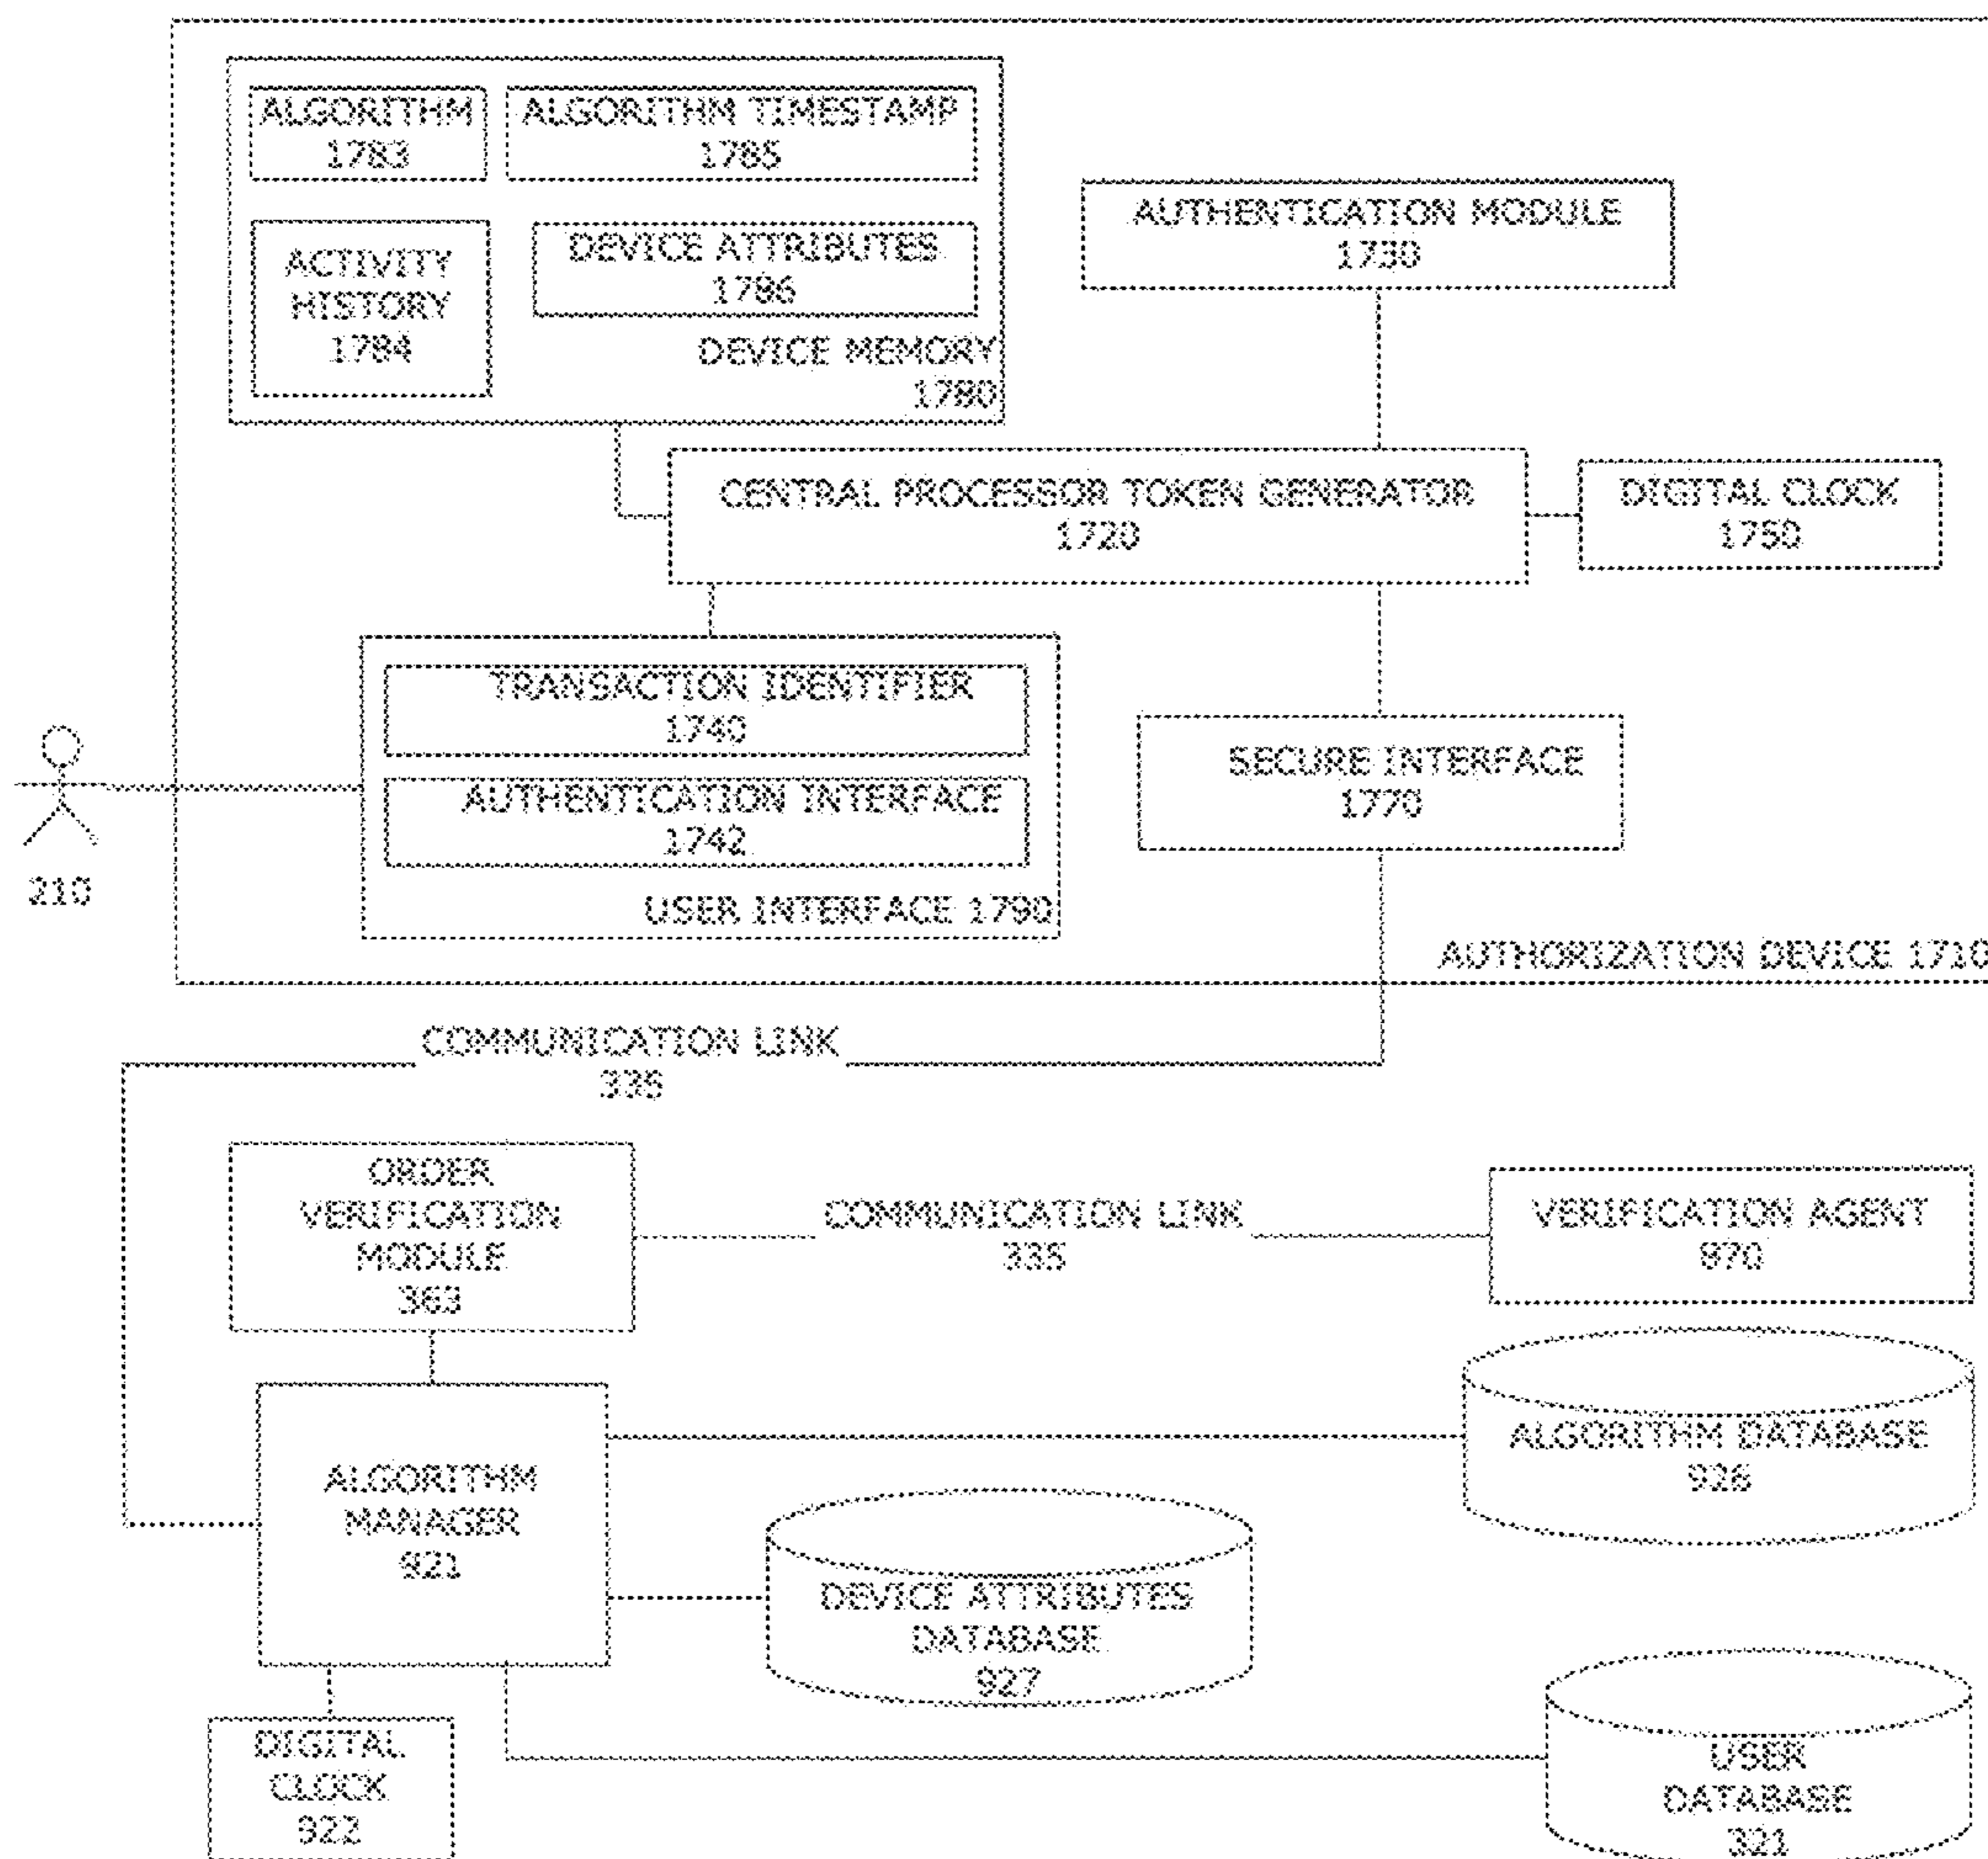 ALGORITHM
1783
ALGORITHM TIMESTAMP
1785
ACTIVITY
HISTORY
1784
DEVICE ATTRIBUTES
1786
DEVICE MEMORY
1780
AUTHENTICATION MODULE
1730
CENTRAL PROCESSOR TOKEN GENERATOR
1720
DIGITAL CLOCK
1750
TRANSACTION IDENTIFIER
1740
AUTHENTICATION INTERFACE
1742
USER INTERFACE 1790
SECURE INTERFACE
1770
210
AUTHORIZATION DEVICE 1710
COMMUNICATION LINK
335
ORDER
VERIFICATION
MODULE
363
COMMUNICATION LINK
335
VERIFICATION AGENT
970
ALGORITHM DATABASE
926
ALGORITHM
MANAGER
921
DEVICE ATTRIBUTES
DATABASE
927
DIGITAL
CLOCK
922
USER
DATABASE
321